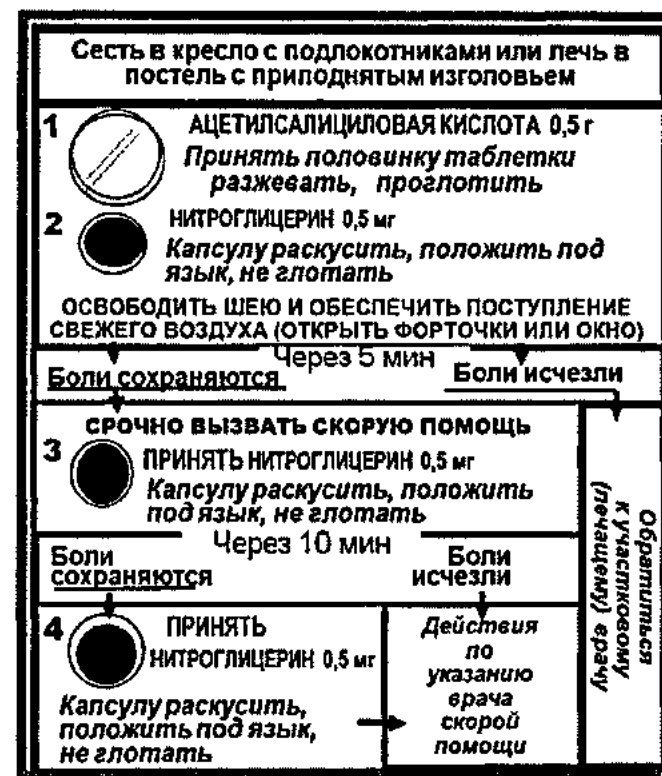 Сесть в кресло с подлокотниками или лечь в
постель с приподнятым изголовьем
1
АЦЕТИЛСАЛИЦИЛОВАЯ КИСЛОТА 0,5 г
Принять половинку таблетки
разжевать, проглотить
2
НИТРОГЛИЦЕРИН 0,5 мг
Капсулу раскусить, положить под
язык, не глотать
ОСВОБОДИТЬ ШЕЮ И ОБЕСПЕЧИТЬ ПОСТУПЛЕНИЕ
СВЕЖЕГО ВОЗДУХА (ОТКРЫТЬ ФОРТОЧКИ ИЛИ ОКНО)
Через 5 мин
Боли сохраняются
Боли исчезли
СРОЧНО ВЫЗВАТЬ СКОРУЮ ПОМОЩЬ
3
ПРИНЯТЬ НИТРОГЛИЦЕРИН 0,5 мг
Капсулу раскусить, положить
под язык, не глотать
Через 10 мин
Боли
сохраняются
Боли
исчезли
4
ПРИНЯТЬ
НИТРОГЛИЦЕРИН 0,5 мг
Капсулу раскусить,
положить под язык,
не глотать
Действия
по
указанию
врача
скорой
помощи
Обратиться
к участковому
(лечащему) врачу